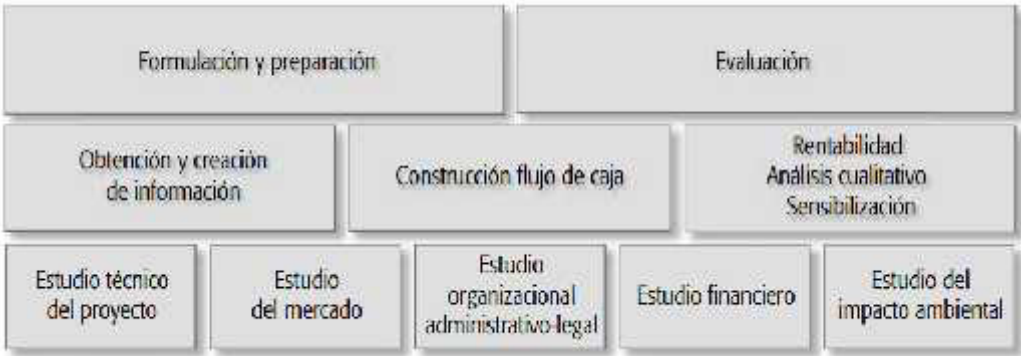 Formulación y preparación
Evaluación
Obtención y creación
de información
Construcción flujo de caja
Rentabilidad
Análisis cualitativo
Sensibilización
Estudio técnico
del proyecto
Estudio
del mercado
Estudio
organizacional
administrativo-legal
Estudio financiero
Estudio del
impacto ambiental